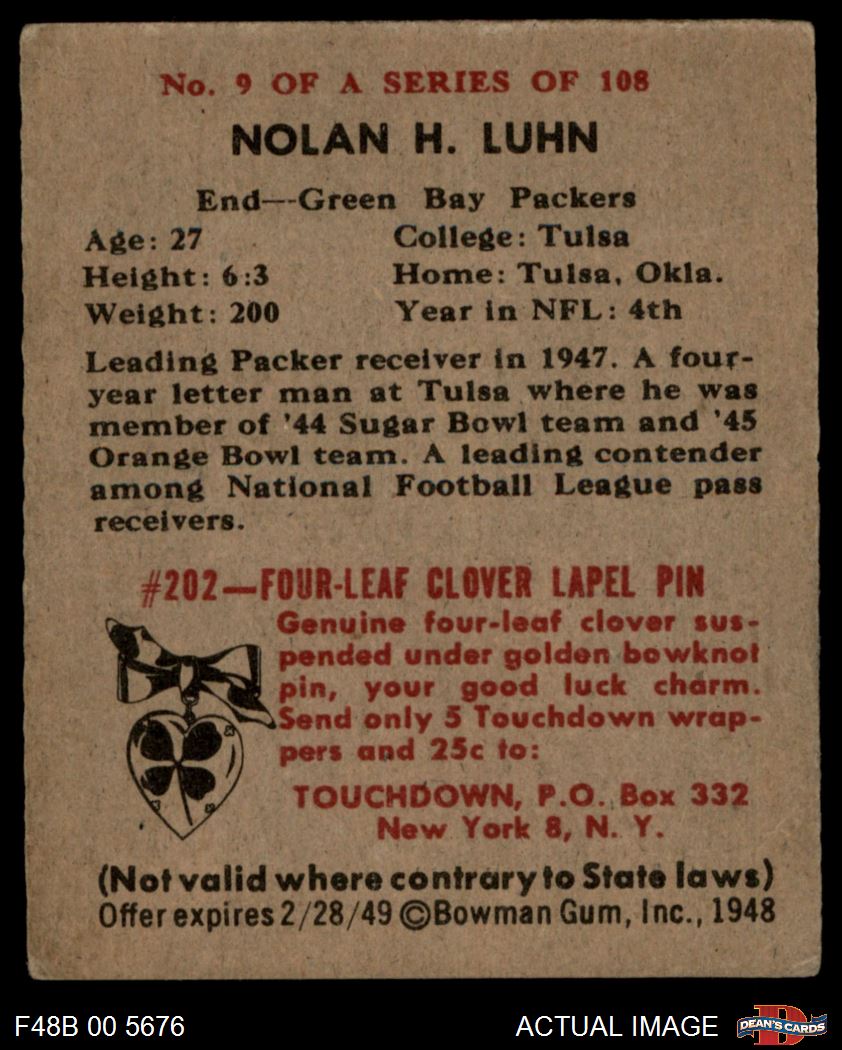 No. 9 OF A SERIES OF 108
NOLAN H. LUHN
End—Green Bay Packers
Age: 27 College: Tulsa
Height: 6:3 Home: Tulsa, Okla.
Weight: 200 Year in NFL: 4th
Leading Packer receiver in 1947. A four-
year letter man at Tulsa where he was
member of '44 Sugar Bowl team and '45
Orange Bowl team. A leading contender
among National Football League pass
receivers.
#202—FOUR-LEAF CLOVER LAPEL PIN
Genuine four-leaf clover sus-
pended under golden bowknot
pin, your good luck charm.
Send only 5 Touchdown wrap-
pers and 25c to:
TOUCHDOWN, P.O. Box 332
New York 8, N. Y.
(Not valid where contrary to State laws)
Offer expires 2/28/49 ©Bowman Gum, Inc., 1948
F48B 00 5676 ACTUAL IMAGE D DEAN'S CARDS